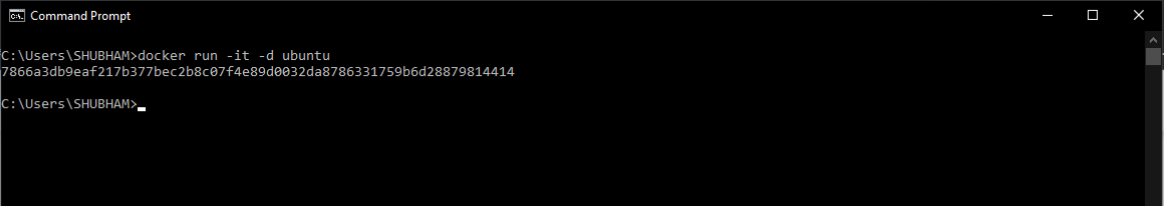 Command Prompt
C:\Users\SHUBHAM>docker run -it -d ubuntu
7866a3db9eaf217b377bec2b8c07f4e89d0032da8786331759b6d28879814414
C:\Users\SHUBHAM>